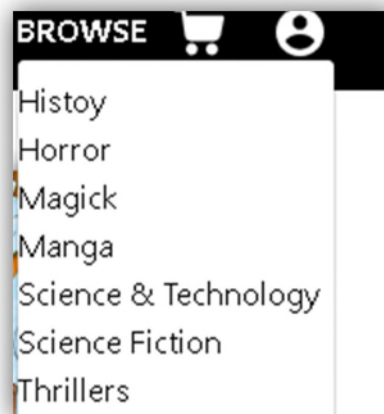 BROWSE
Histoy
Horror
Magick
Manga
Science & Technology
Science Fiction
Thrillers